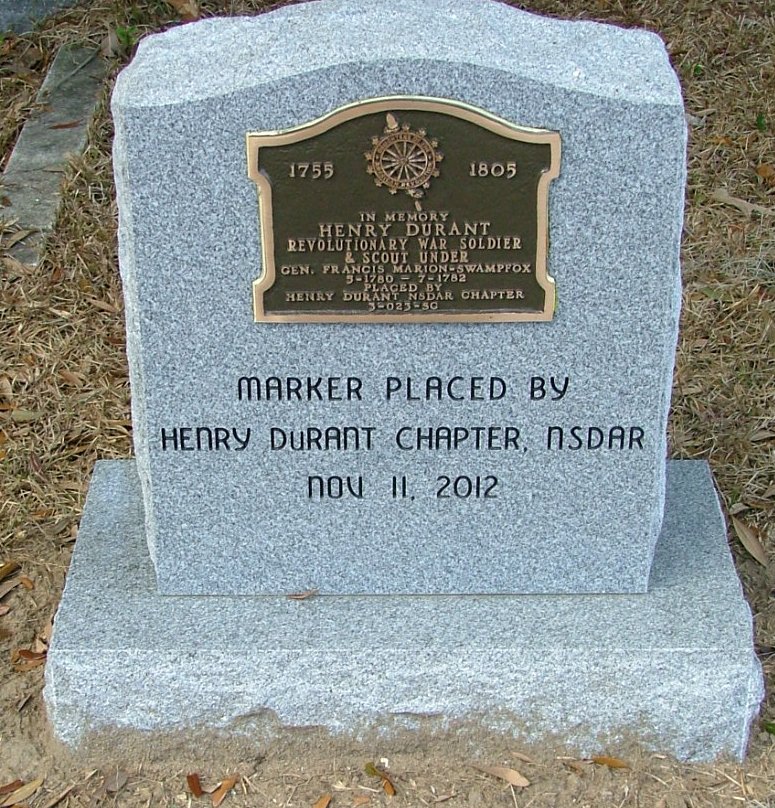 1755 1805
IN MEMORY
HENRY DURANT
REVOLUTIONARY WAR SOLDIER
& SCOUT UNDER
GEN. FRANCIS MARION-SWAMPFOX
5-1780 - 7-1782
PLACED BY
HENRY DURANT NSDAR CHAPTER
3-023-SC
MARKER PLACED BY
HENRY DuRANT CHAPTER, NSDAR
NOV 11, 2012